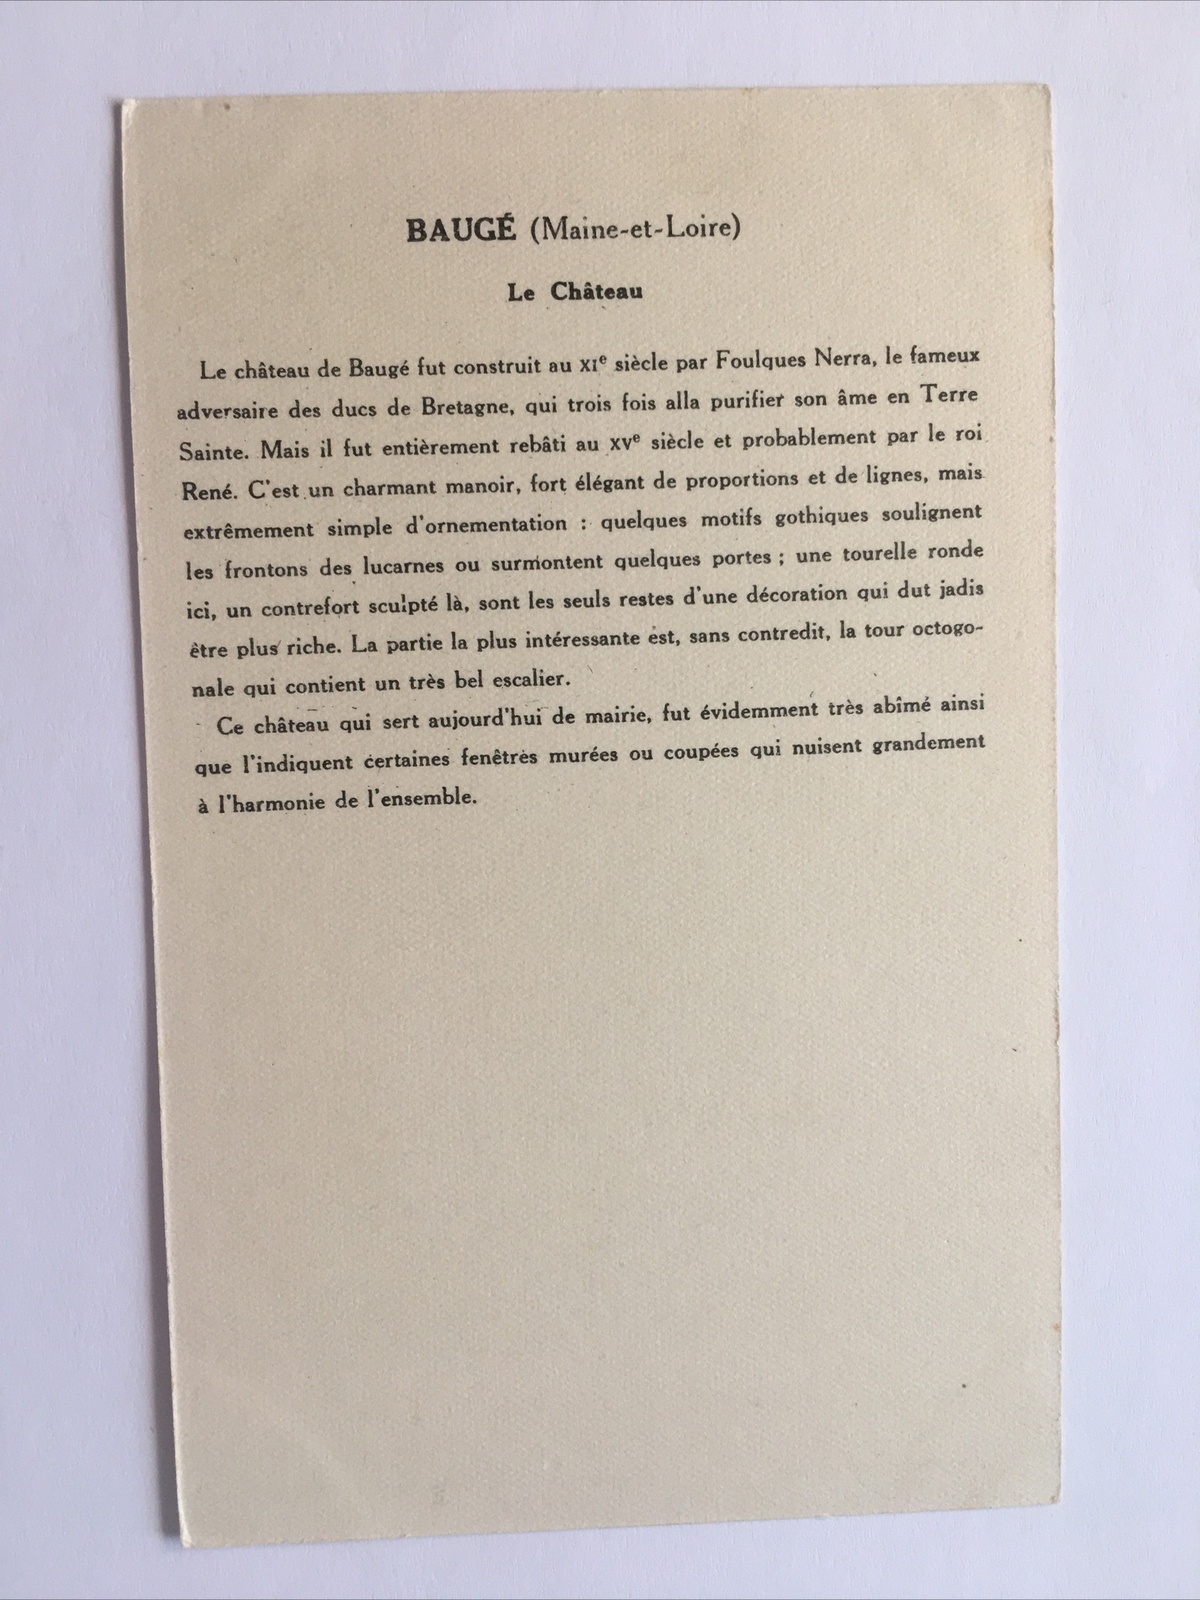 BAUGÉ (Maine-et-Loire)
Le Château
Le château de Baugé fut construit au XIe siècle par Foulques Nerra, le fameux
adversaire des ducs de Bretagne, qui trois fois alla purifier son âme en Terre
Sainte. Mais il fut entièrement rebâti au XVe siècle et probablement par le roi
René. C'est un charmant manoir, fort élégant de proportions et de lignes, mais
extrêmement simple d'ornementation : quelques motifs gothiques soulignent
les frontons des lucarnes ou surmontent quelques portes ; une tourelle ronde
ici, un contrefort sculpté là, sont les seuls restes d'une décoration qui dut jadis
être plus riche. La partie la plus intéressante est, sans contredit, la tour octogo-
nale qui contient un très bel escalier.
Ce château qui sert aujourd'hui de mairie, fut évidemment très abîmé ainsi
que l'indiquent certaines fenêtres murées ou coupées qui nuisent grandement
à l'harmonie de l'ensemble.